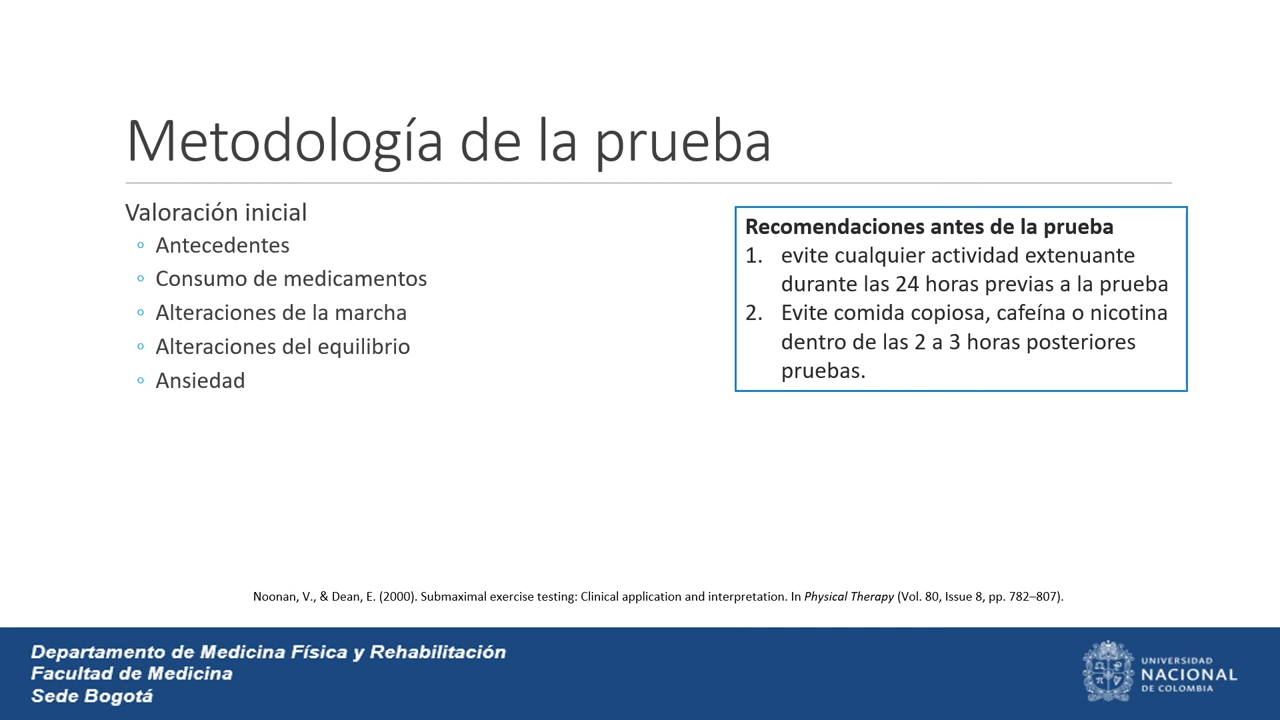 Metodología de la prueba
Valoración inicial
Antecedentes
Consumo de medicamentos
Alteraciones de la marcha
Alteraciones del equilibrio
Ansiedad
Recomendaciones antes de la prueba
1. evite cualquier actividad extenuante
durante las 24 horas previas a la prueba
2. Evite comida copiosa, cafeína o nicotina
dentro de las 2 a 3 horas posteriores
pruebas.
Noonan, V., & Dean, E. (2000). Submaximal exercise testing: Clinical application and interpretation. In Physical Therapy (Vol. 80, Issue 8, pp. 782–807).
Departamento de Medicina Física y Rehabilitación
Facultad de Medicina
Sede Bogotá
UNIVERSIDAD
NACIONAL
DE COLOMBIA